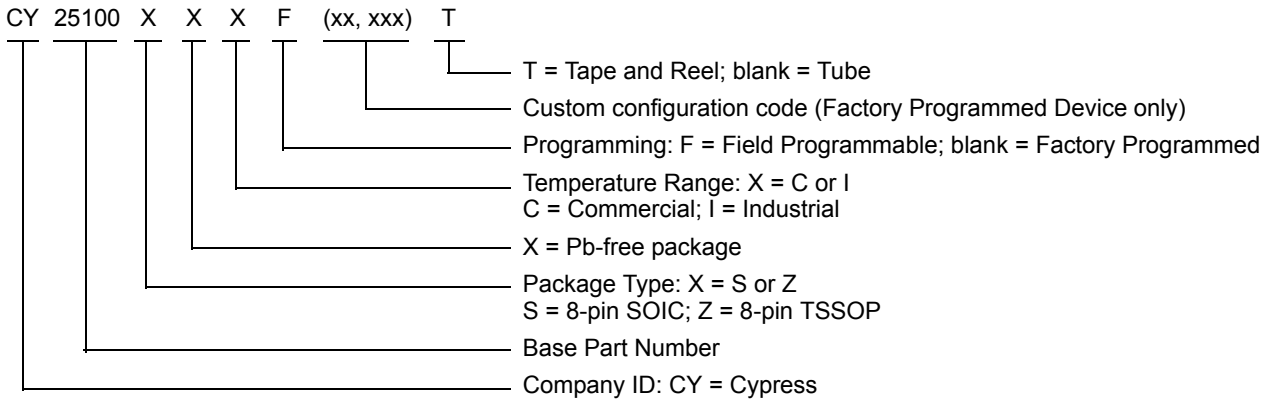 CY 25100 X X X F (xx, xxx) T
T = Tape and Reel; blank = Tube
Custom configuration code (Factory Programmed Device only)
Programming: F = Field Programmable; blank = Factory Programmed
Temperature Range: X = C or I
C = Commercial; I = Industrial
X = Pb-free package
Package Type: X = S or Z
S = 8-pin SOIC; Z = 8-pin TSSOP
Base Part Number
Company ID: CY = Cypress